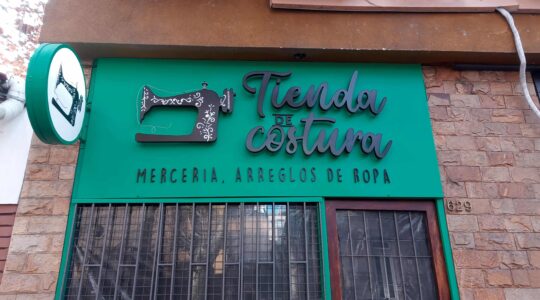 Tienda
DE
costura
MERCERIA, ARREGLOS DE ROPA
629